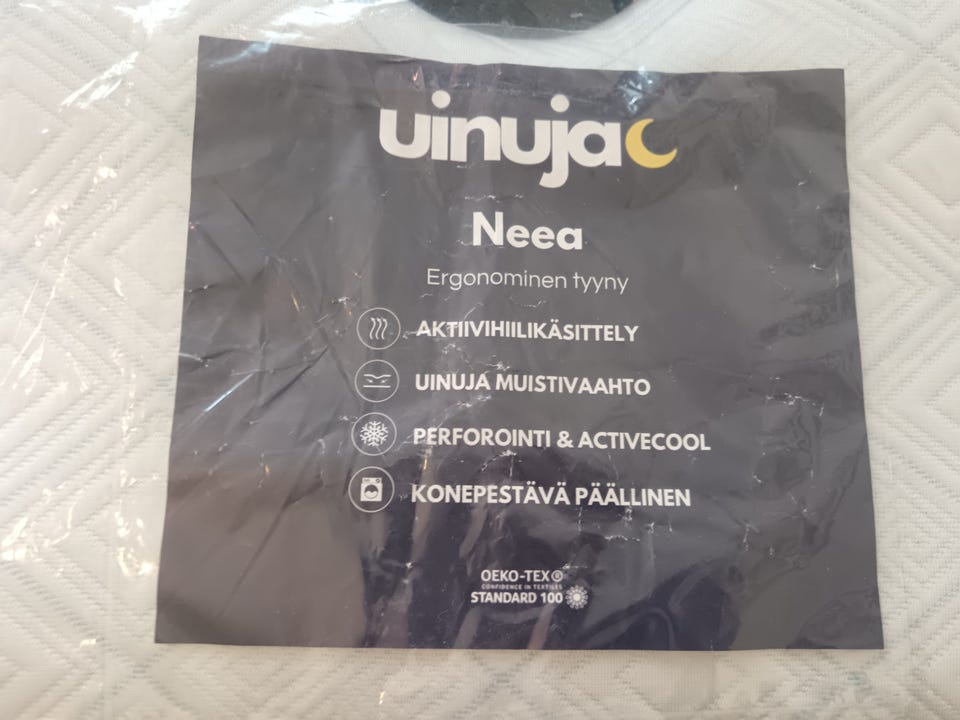 uinuja
Neea
Ergonominen tyyny
AKTIIVIHIILIKÄSITTELY
UINUJA MUISTIVAAHTO
PERFOROINTI & ACTIVECOOL
KONEPESTÄVÄ PÄÄLLINEN
OEKO-TEX®
CONFIDENCE IN TEXTILES
STANDARD 100